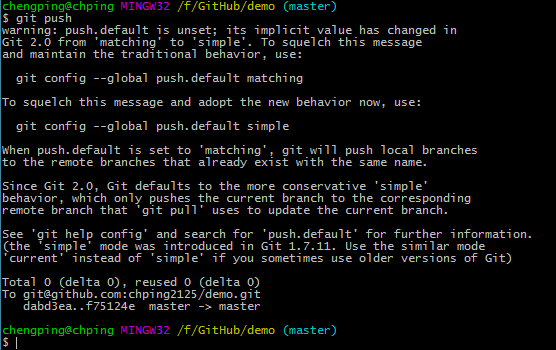 chengping@chping MINGW32 /f/GitHub/demo (master)
$ git push
warning: push.default is unset; its implicit value has changed in
Git 2.0 from 'matching' to 'simple'. To squelch this message
and maintain the traditional behavior, use:
  git config --global push.default matching
To squelch this message and adopt the new behavior now, use:
  git config --global push.default simple
When push.default is set to 'matching', git will push local branches
to the remote branches that already exist with the same name.
Since Git 2.0, Git defaults to the more conservative 'simple'
behavior, which only pushes the current branch to the corresponding
remote branch that 'git pull' uses to update the current branch.
See 'git help config' and search for 'push.default' for further information.
(the 'simple' mode was introduced in Git 1.7.11. Use the similar mode
'current' instead of 'simple' if you sometimes use older versions of Git)
Total 0 (delta 0), reused 0 (delta 0)
To git@github.com:chping2125/demo.git
   dabd3ea..f75124e  master -> master
chengping@chping MINGW32 /f/GitHub/demo (master)
$